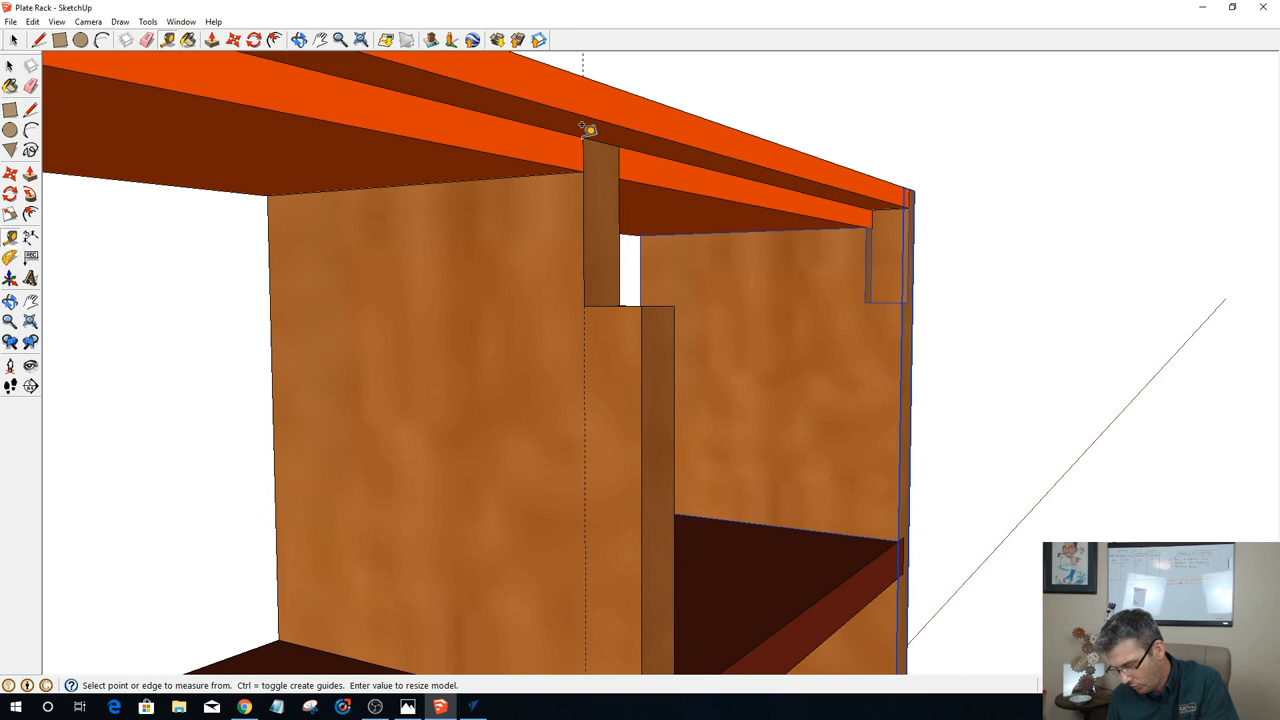 Plate Rack - SketchUp
File Edit View Camera Draw Tools Window Help
Select point or edge to measure from. Ctrl = toggle create guides. Enter value to resize model.